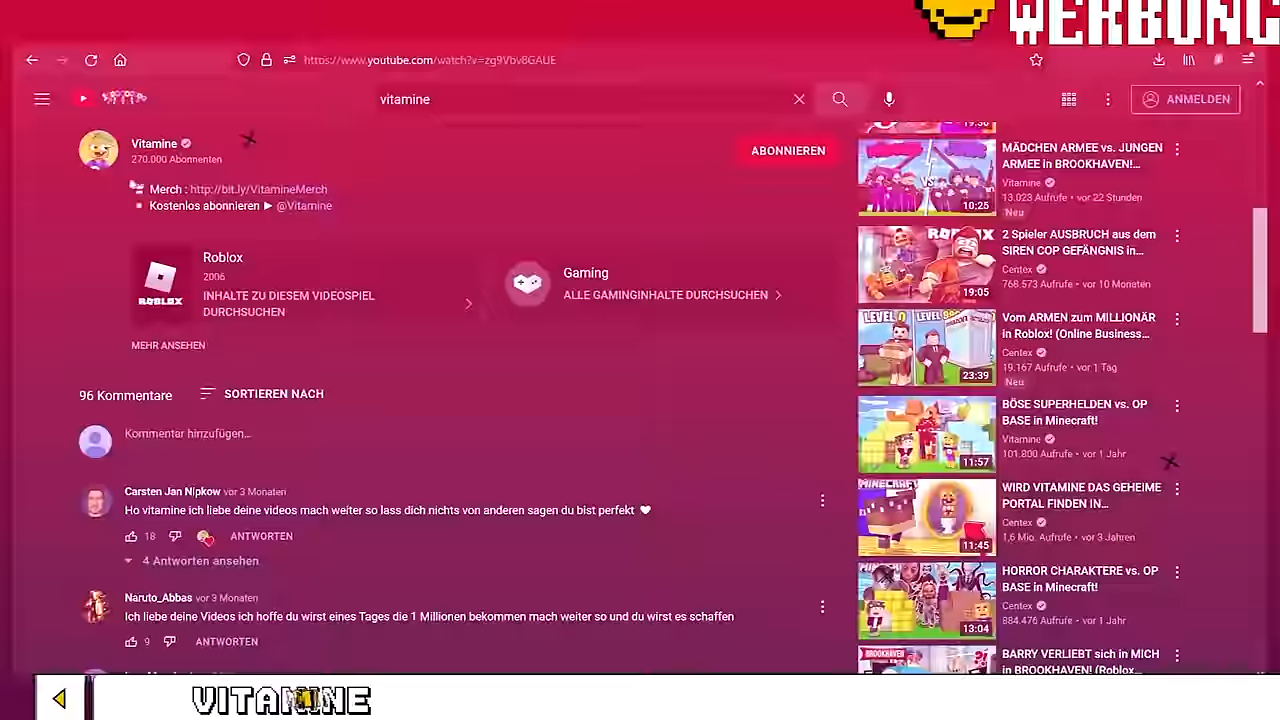 WERBUNG
https://www.youtube.com/watch?v=zg9Vbv8GAUE
vitamine
ANMELDEN
Vitamine
270.000 Abonnenten
ABONNIEREN
Merch : http://bit.ly/VitamineMerch
Kostenlos abonnieren ► @Vitamine
ROBLOX
Roblox
2006
INHALTE ZU DIESEM VIDEOSPIEL
DURCHSUCHEN
Gaming
ALLE GAMINGINHALTE DURCHSUCHEN
MEHR ANSEHEN
96 Kommentare
SORTIEREN NACH
Kommentar hinzufügen...
Carsten Jan Nipkow vor 3 Monaten
Ho vitamine ich liebe deine videos mach weiter so lass dich nichts von anderen sagen du bist perfekt ♥
18
ANTWORTEN
4 Antworten ansehen
Naruto_Abbas vor 3 Monaten
Ich liebe deine Videos ich hoffe du wirst eines Tages die 1 Millionen bekommen mach weiter so und du wirst es schaffen
9
ANTWORTEN
19:36
VS
10:25
MÄDCHEN ARMEE vs. JUNGEN
ARMEE in BROOKHAVEN!...
Vitamine
13.023 Aufrufe • vor 22 Stunden
Neu
ROBLOX
19:05
2 Spieler AUSBRUCH aus dem
SIREN COP GEFÄNGNIS in...
Centex
768.573 Aufrufe • vor 10 Monaten
LEVEL 0
23:39
Vom ARMEN zum MILLIONÄR
in Roblox! (Online Business...
Centex
19.167 Aufrufe • vor 1 Tag
Neu
11:57
BÖSE SUPERHELDEN vs. OP
BASE in Minecraft!
Vitamine
101.800 Aufrufe • vor 1 Jahr
MINECRAFT
11:45
WIRD VITAMINE DAS GEHEIME
PORTAL FINDEN IN...
Centex
1,6 Mio. Aufrufe • vor 3 Jahren
13:04
HORROR CHARAKTERE vs. OP
BASE in Minecraft!
Centex
884.476 Aufrufe • vor 1 Jahr
BROOKHAVEN
BARRY VERLIEBT sich in MICH
in BROOKHAVEN! (Roblox...
VITAMINE